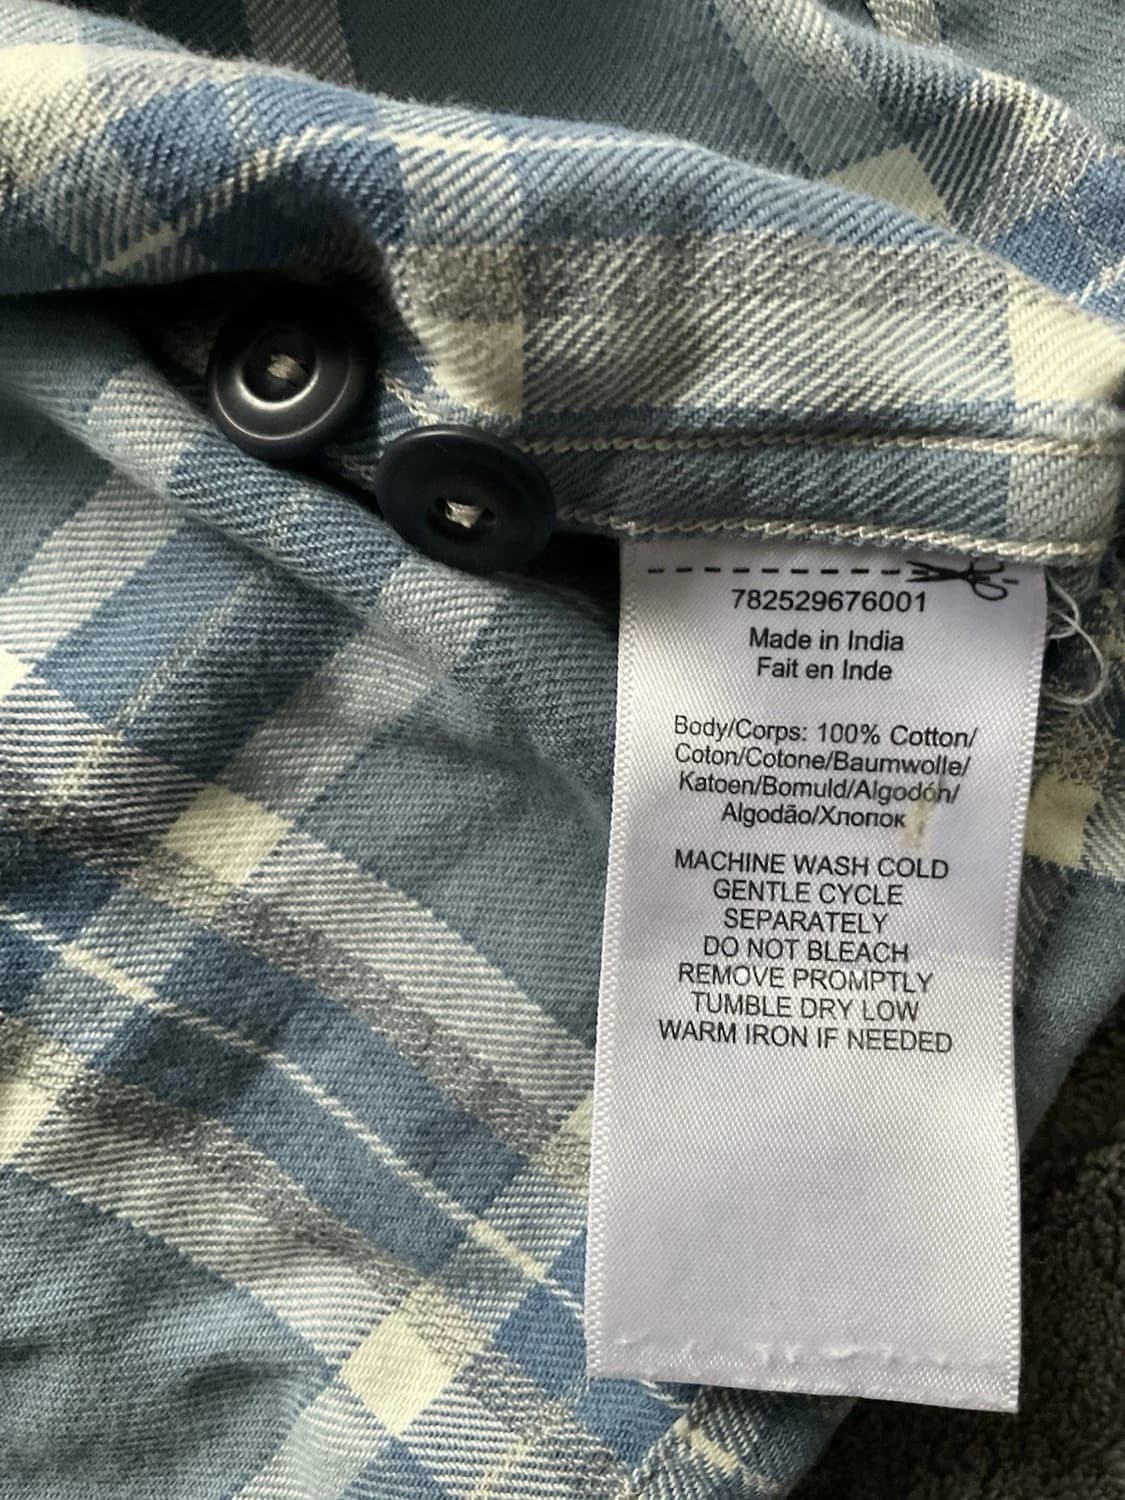 782529676001
Made in India
Fait en Inde
Body/Corps: 100% Cotton/
Coton/Cotone/Baumwolle/
Katoen/Bomuld/Algodón/
Algodão/Хлопок
MACHINE WASH COLD
GENTLE CYCLE
SEPARATELY
DO NOT BLEACH
REMOVE PROMPTLY
TUMBLE DRY LOW
WARM IRON IF NEEDED